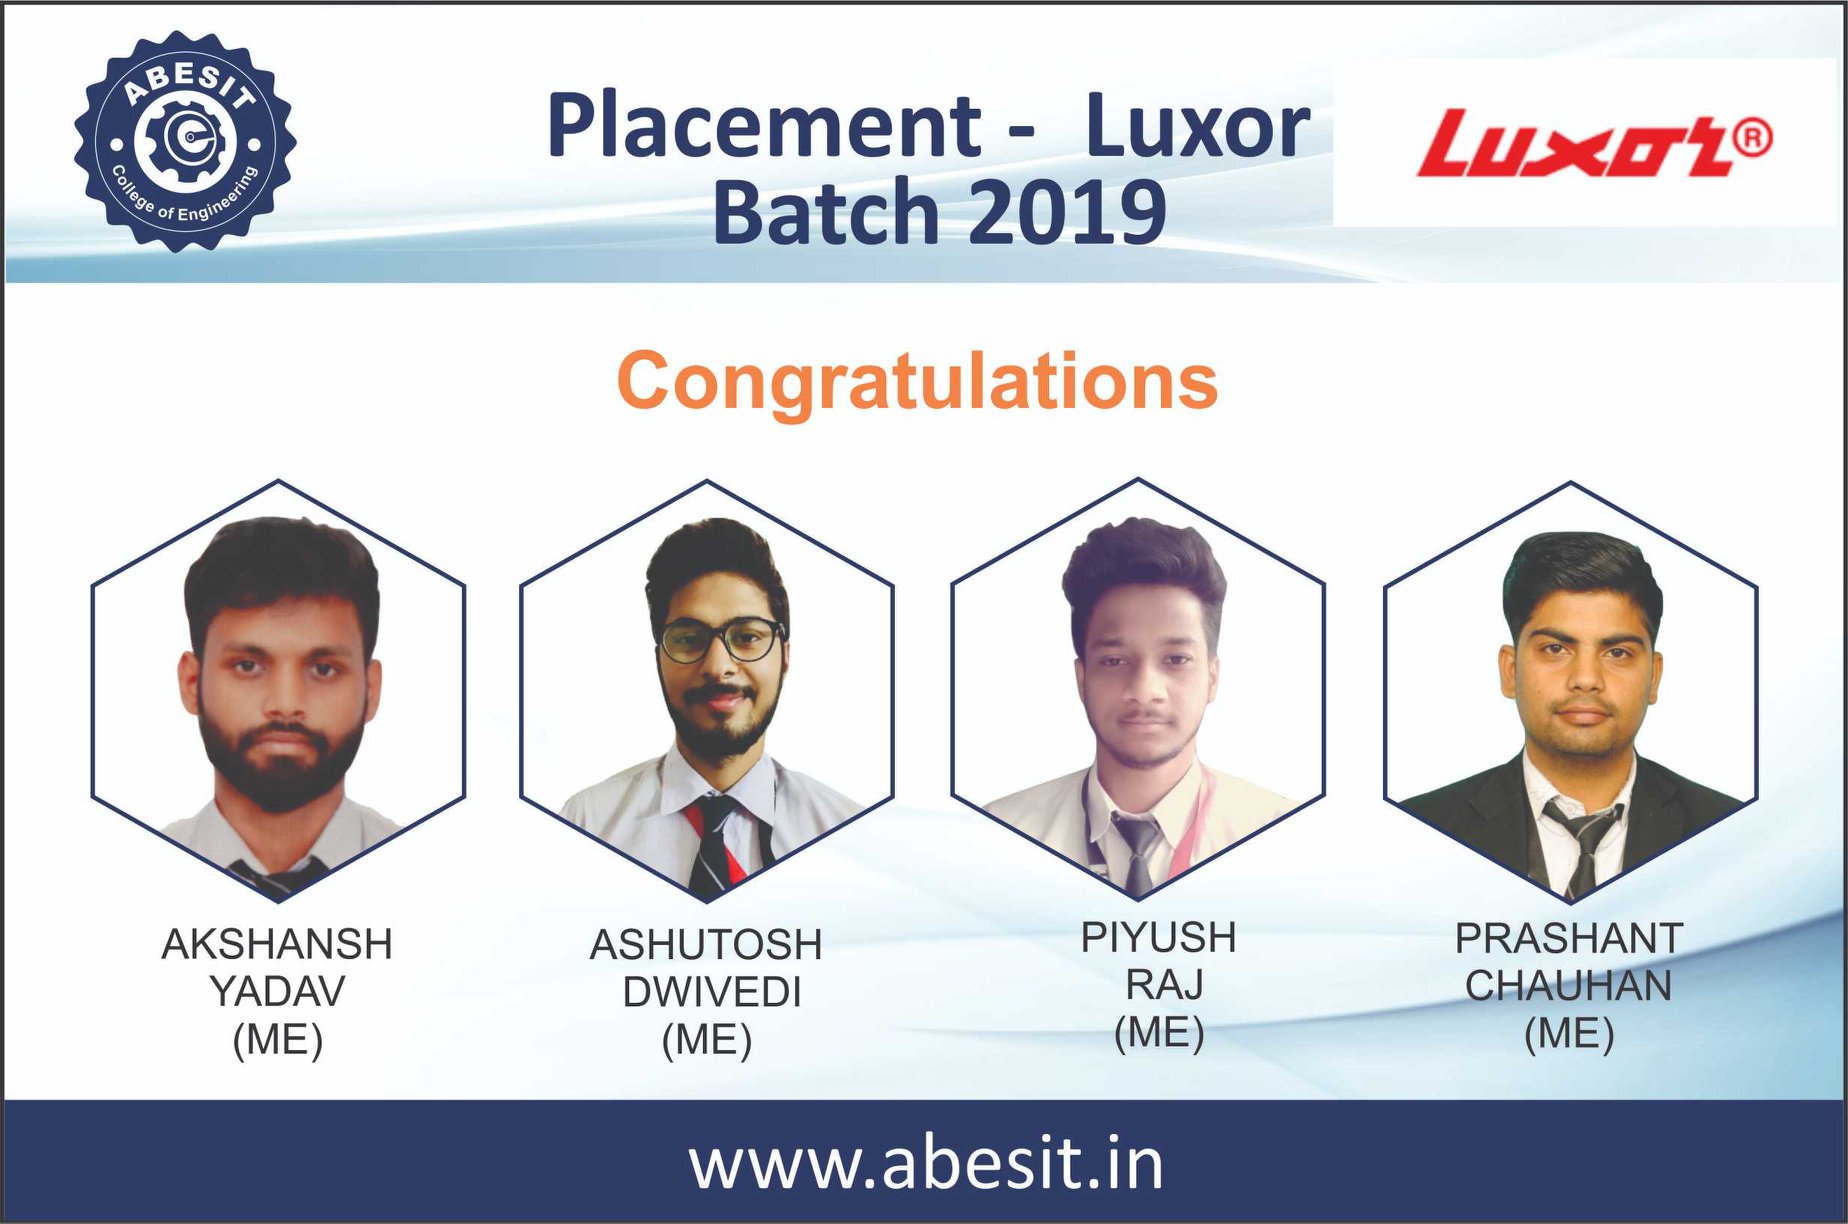 ABESIT
College of Engineering
Placement - Luxor
Batch 2019
Luxor®
Congratulations
AKSHANSH
YADAV
(ME)
ASHUTOSH
DWIVEDI
(ME)
PIYUSH
RAJ
(ME)
PRASHANT
CHAUHAN
(ME)
www.abesit.in